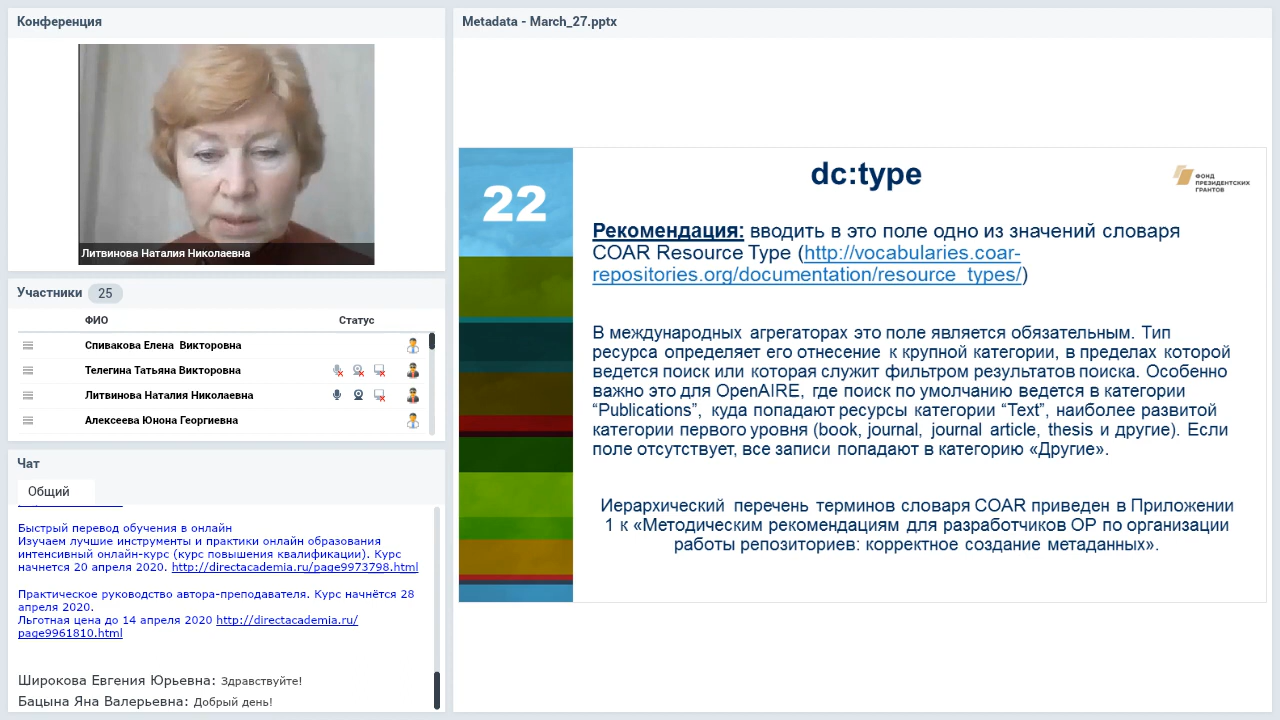 Конференция
Литвинова Наталия Николаевна
Участники 25
ФИО Статус
Спивакова Елена Викторовна
Телегина Татьяна Викторовна
Литвинова Наталия Николаевна
Алексеева Юнона Георгиевна
Чат
Общий
Быстрый перевод обучения в онлайн
Изучаем лучшие инструменты и практики онлайн образования
интенсивный онлайн-курс (курс повышения квалификации). Курс
начнется 20 апреля 2020. http://directacademia.ru/page9973798.html
Практическое руководство автора-преподавателя. Курс начнётся 28
апреля 2020.
Льготная цена до 14 апреля 2020 http://directacademia.ru/
page9961810.html
Широкова Евгения Юрьевна: Здравствуйте!
Бацына Яна Валерьевна: Добрый день!
Metadata - March_27.pptx
22
dc:type
ФОНД
ПРЕЗИДЕНТСКИХ
ГРАНТОВ
Рекомендация: вводить в это поле одно из значений словаря
COAR Resource Type (http://vocabularies.coar-
repositories.org/documentation/resource_types/)
В международных агрегаторах это поле является обязательным. Тип
ресурса определяет его отнесение к крупной категории, в пределах которой
ведется поиск или которая служит фильтром результатов поиска. Особенно
важно это для OpenAIRE, где поиск по умолчанию ведется в категории
“Publications”, куда попадают ресурсы категории “Text”, наиболее развитой
категории первого уровня (book, journal, journal article, thesis и другие). Если
поле отсутствует, все записи попадают в категорию «Другие».
Иерархический перечень терминов словаря COAR приведен в Приложении
1 к «Методическим рекомендациям для разработчиков ОР по организации
работы репозиториев: корректное создание метаданных».